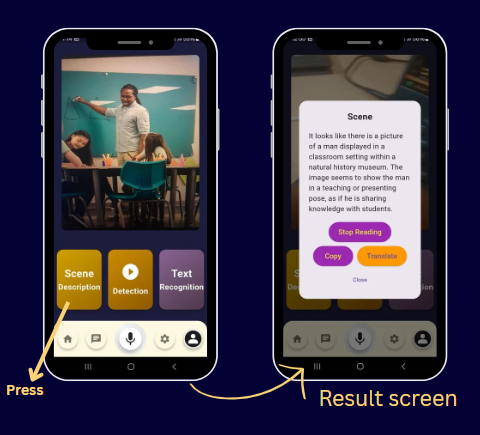 Scene
Description
Detection
Text
Recognition
Press
Scene
It looks like there is a picture
of a man displayed in a
classroom setting within a
natural history museum. The
image seems to show the man
in a teaching or presenting
pose, as if he is sharing
knowledge with students.
Stop Reading
Copy
Translate
Close
Result screen